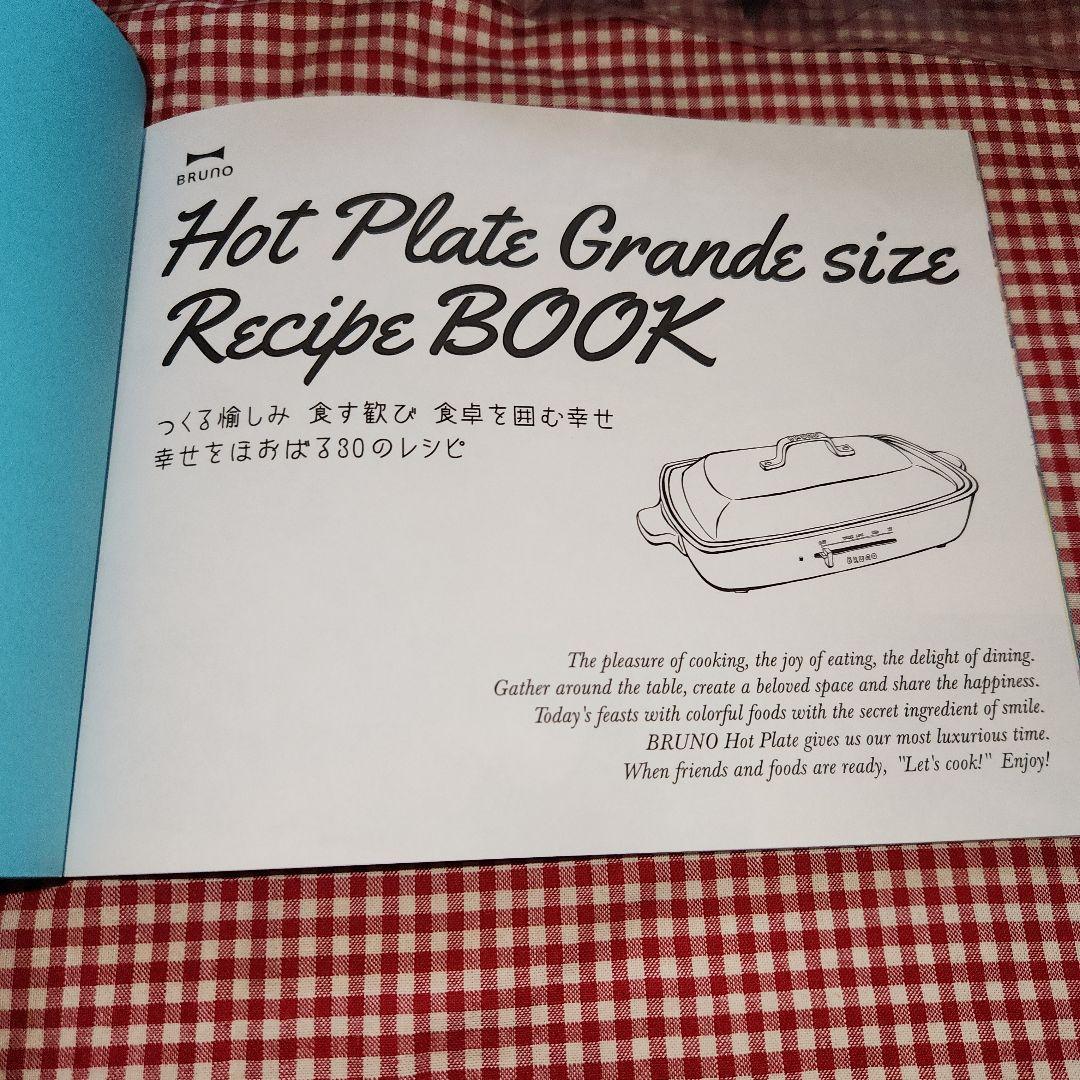 BRUNO
Hot Plate Grande size
Recipe BOOK
つくる愉しみ 食す歓び 食卓を囲む幸せ
幸せをほおばる30のレシピ
BRUNO
The pleasure of cooking, the joy of eating, the delight of dining.
Gather around the table, create a beloved space and share the happiness.
Today's feasts with colorful foods with the secret ingredient of smile.
BRUNO Hot Plate gives us our most luxurious time.
When friends and foods are ready, "Let's cook!" Enjoy!